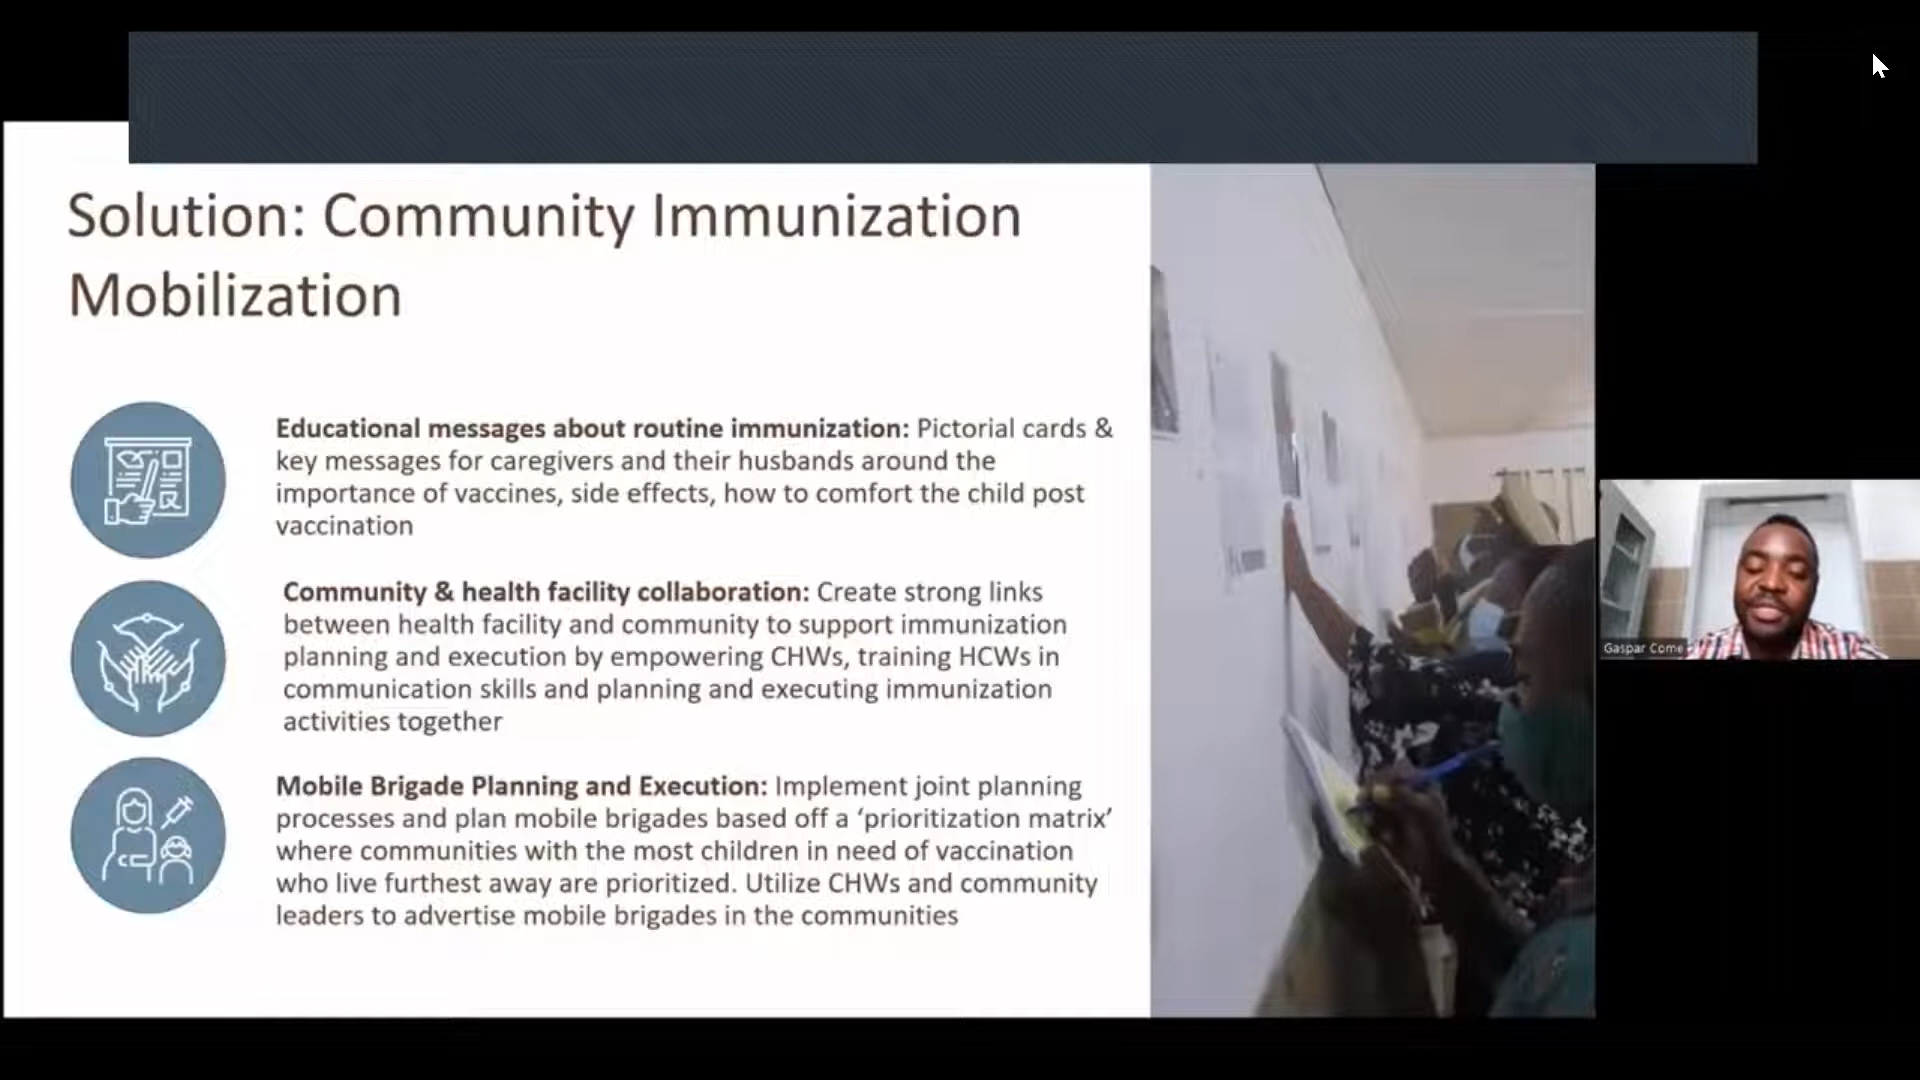 Solution: Community Immunization
Mobilization
Educational messages about routine immunization: Pictorial cards &
key messages for caregivers and their husbands around the
importance of vaccines, side effects, how to comfort the child post
vaccination
Community & health facility collaboration: Create strong links
between health facility and community to support immunization
planning and execution by empowering CHWs, training HCWs in
communication skills and planning and executing immunization
activities together
Mobile Brigade Planning and Execution: Implement joint planning
processes and plan mobile brigades based off a ‘prioritization matrix’
where communities with the most children in need of vaccination
who live furthest away are prioritized. Utilize CHWs and community
leaders to advertise mobile brigades in the communities
Gaspar Come